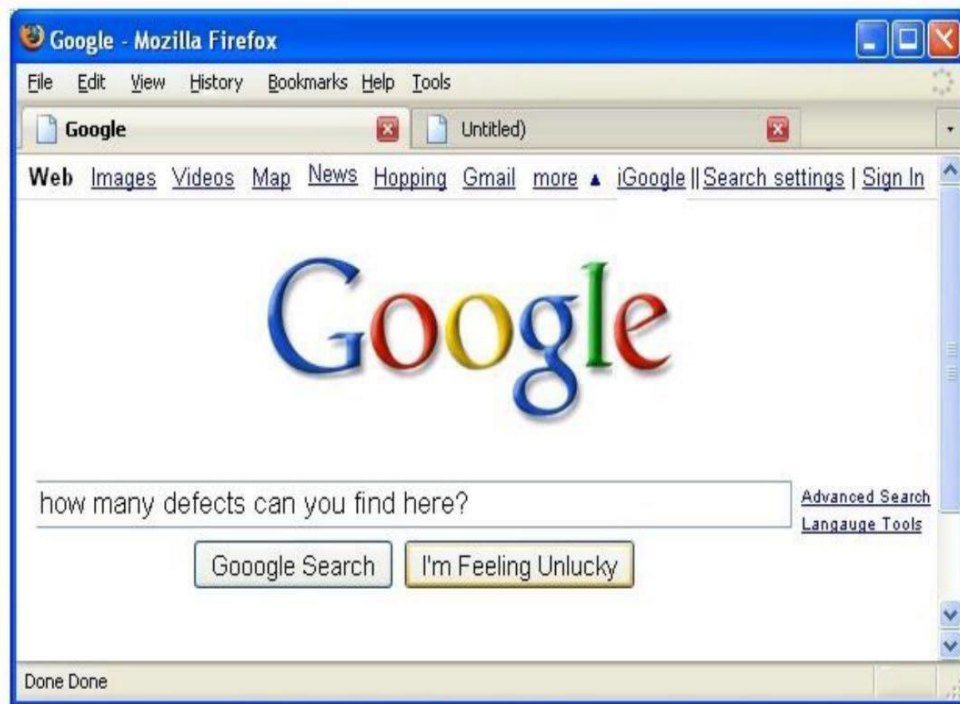 Google - Mozilla Firefox
File Edit View History Bookmarks Help Tools
Google Untitled)
Web Images Videos Map News Hopping Gmail more ▲ iGoogle || Search settings | Sign In
Google
how many defects can you find here?
Advanced Search
Langauge Tools
Gooogle Search I'm Feeling Unlucky
Done Done